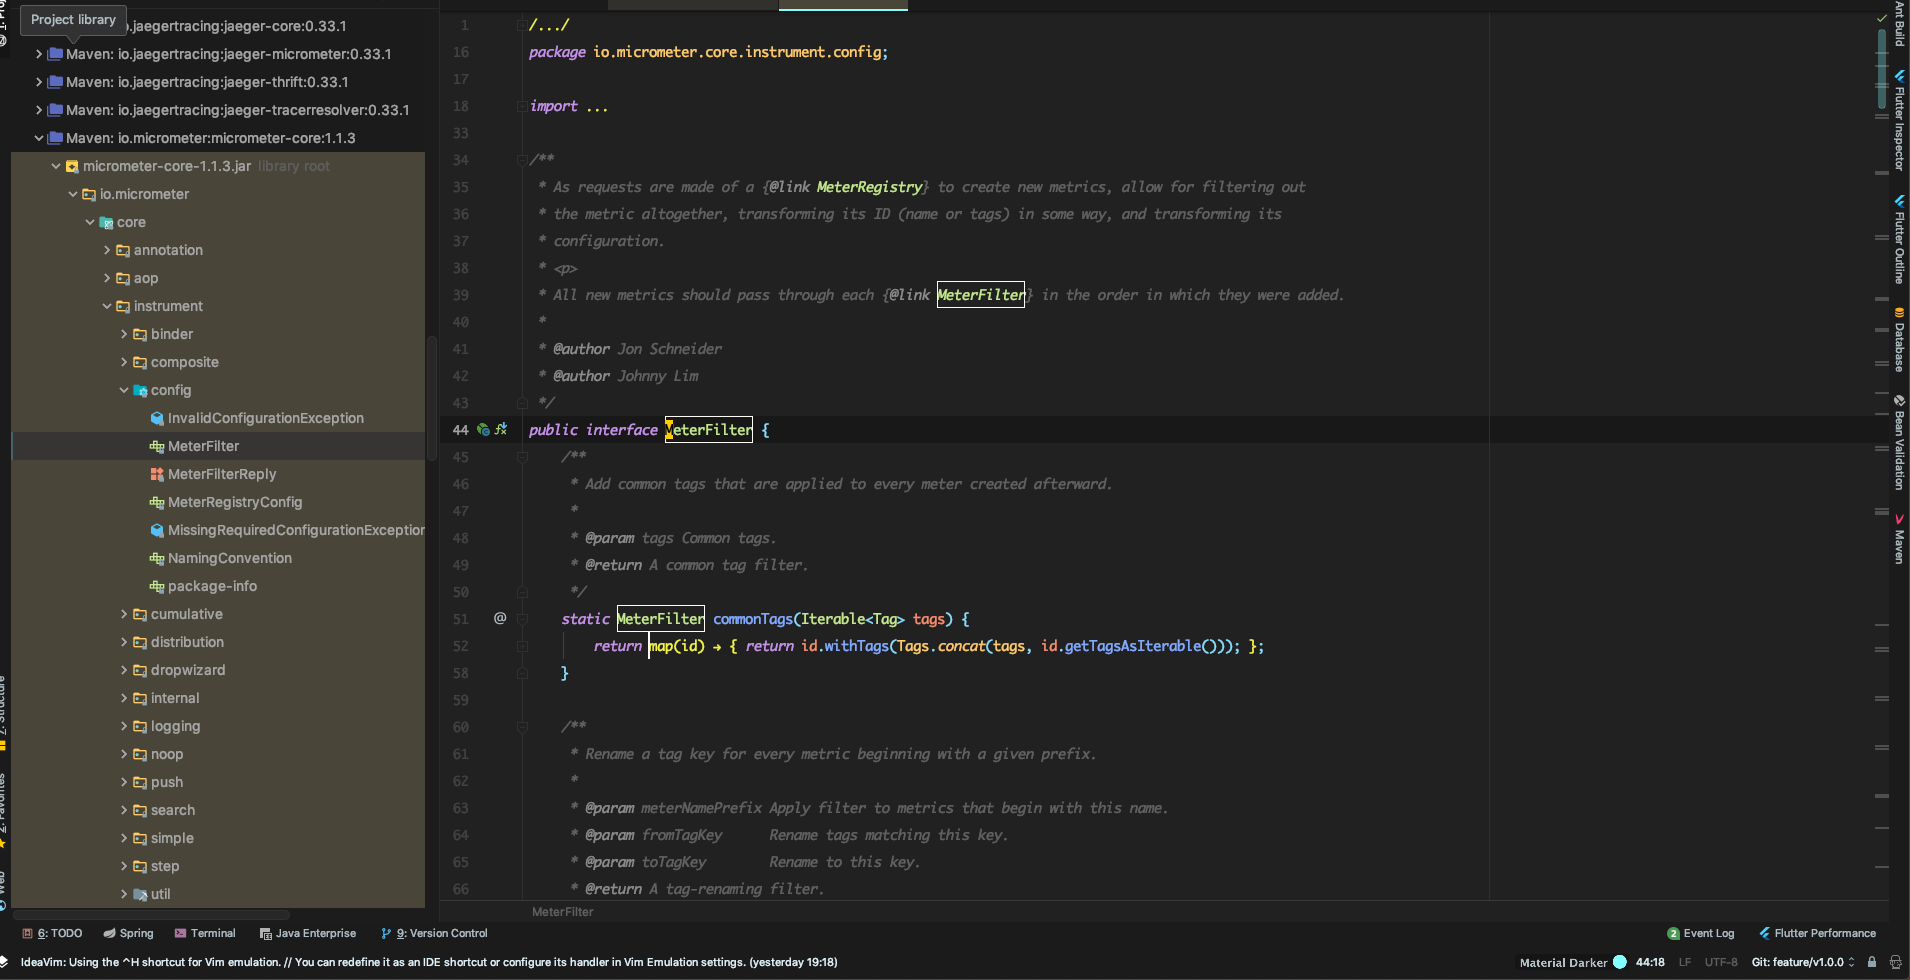 Project library
o.jaegertracing:jaeger-core:0.33.1
Maven: io.jaegertracing:jaeger-micrometer:0.33.1
Maven: io.jaegertracing:jaeger-thrift:0.33.1
Maven: io.jaegertracing:jaeger-tracerresolver:0.33.1
Maven: io.micrometer:micrometer-core:1.1.3
micrometer-core-1.1.3.jar library root
io.micrometer
core
annotation
aop
instrument
binder
composite
config
InvalidConfigurationException
MeterFilter
MeterFilterReply
MeterRegistryConfig
MissingRequiredConfigurationException
NamingConvention
package-info
cumulative
distribution
dropwizard
internal
logging
noop
push
search
simple
step
util
1 /.../
16 package io.micrometer.core.instrument.config;
17
18 import ...
33
34 /**
35 * As requests are made of a {@link MeterRegistry} to create new metrics, allow for filtering out
36 * the metric altogether, transforming its ID (name or tags) in some way, and transforming its
37 * configuration.
38 * <p>
39 * All new metrics should pass through each {@link MeterFilter} in the order in which they were added.
40 *
41 * @author Jon Schneider
42 * @author Johnny Lim
43 */
44 public interface MeterFilter {
45 /**
46 * Add common tags that are applied to every meter created afterward.
47 *
48 * @param tags Common tags.
49 * @return A common tag filter.
50 */
51 @ static MeterFilter commonTags(Iterable<Tag> tags) {
52 return map(id) → { return id.withTags(Tags.concat(tags, id.getTagsAsIterable())); };
58 }
59
60 /**
61 * Rename a tag key for every metric beginning with a given prefix.
62 *
63 * @param meterNamePrefix Apply filter to metrics that begin with this name.
64 * @param fromTagKey Rename tags matching this key.
65 * @param toTagKey Rename to this key.
66 * @return A tag-renaming filter.
MeterFilter
Ant Build
Flutter Inspector
Flutter Outline
Database
Bean Validation
Maven
Z: Structure
2: Favorites
Web
6: TODO
Spring
Terminal
Java Enterprise
9: Version Control
2 Event Log
Flutter Performance
IdeaVim: Using the ^H shortcut for Vim emulation. // You can redefine it as an IDE shortcut or configure its handler in Vim Emulation settings. (yesterday 19:18)
Material Darker 44:18 LF UTF-8 Git: feature/v1.0.0